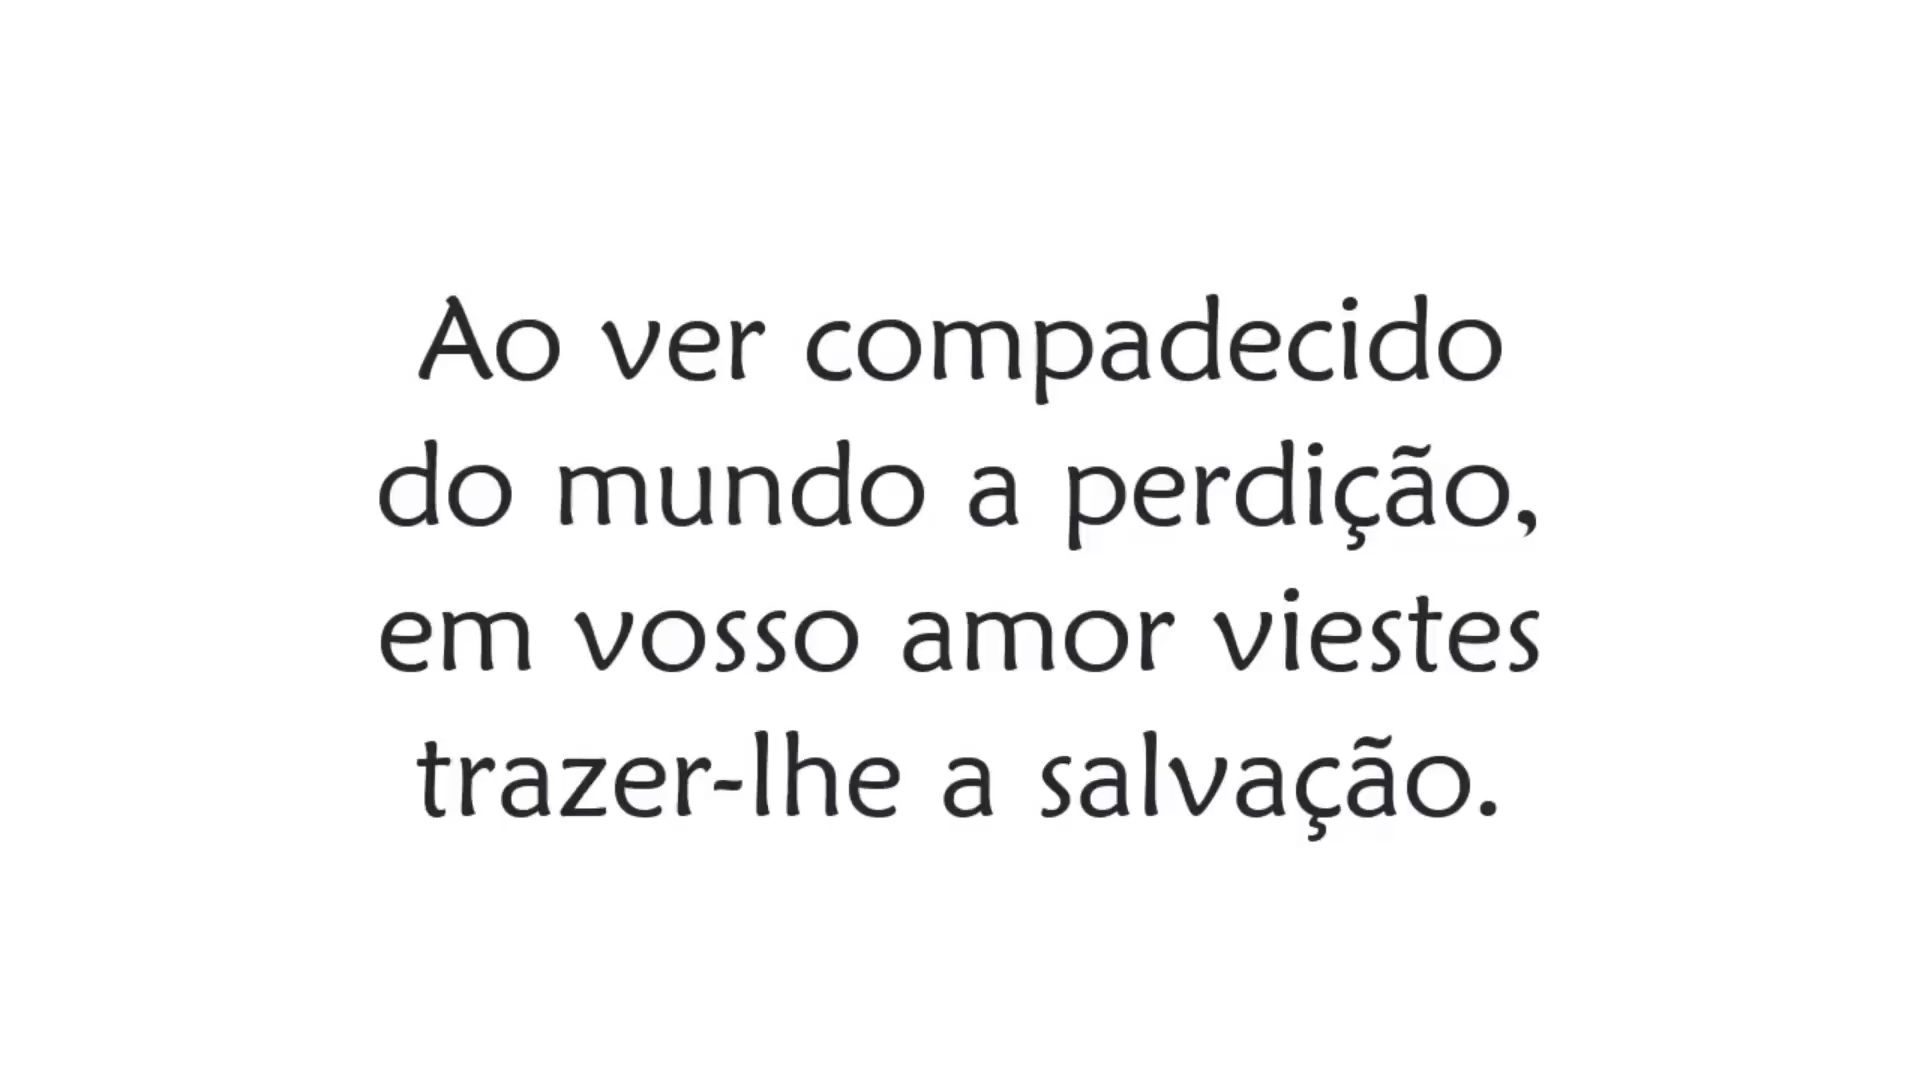 Ao ver compadecido
do mundo a perdição,
em vosso amor viestes
trazer-lhe a salvação.